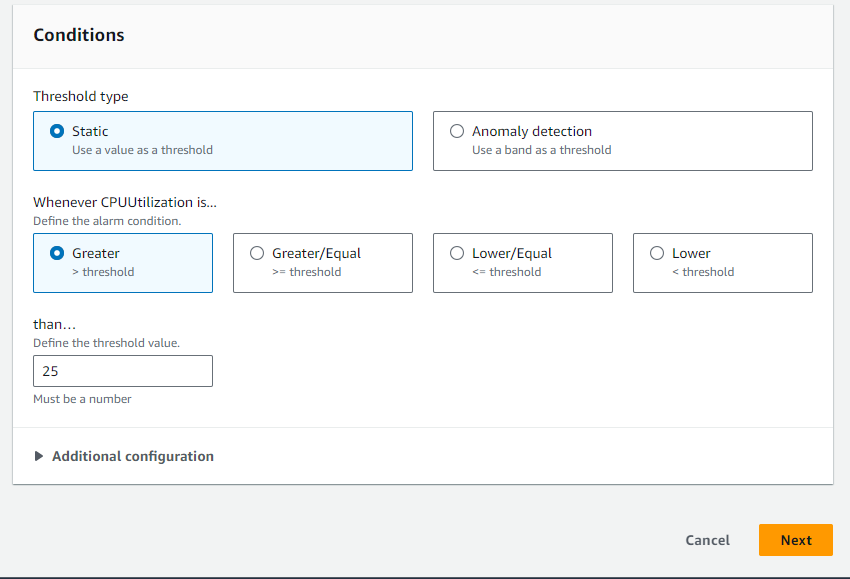 Conditions
Threshold type
Static
Use a value as a threshold
Anomaly detection
Use a band as a threshold
Whenever CPUUtilization is...
Define the alarm condition.
Greater
> threshold
Greater/Equal
>= threshold
Lower/Equal
<= threshold
Lower
< threshold
than...
Define the threshold value.
25
Must be a number
Additional configuration
Cancel
Next